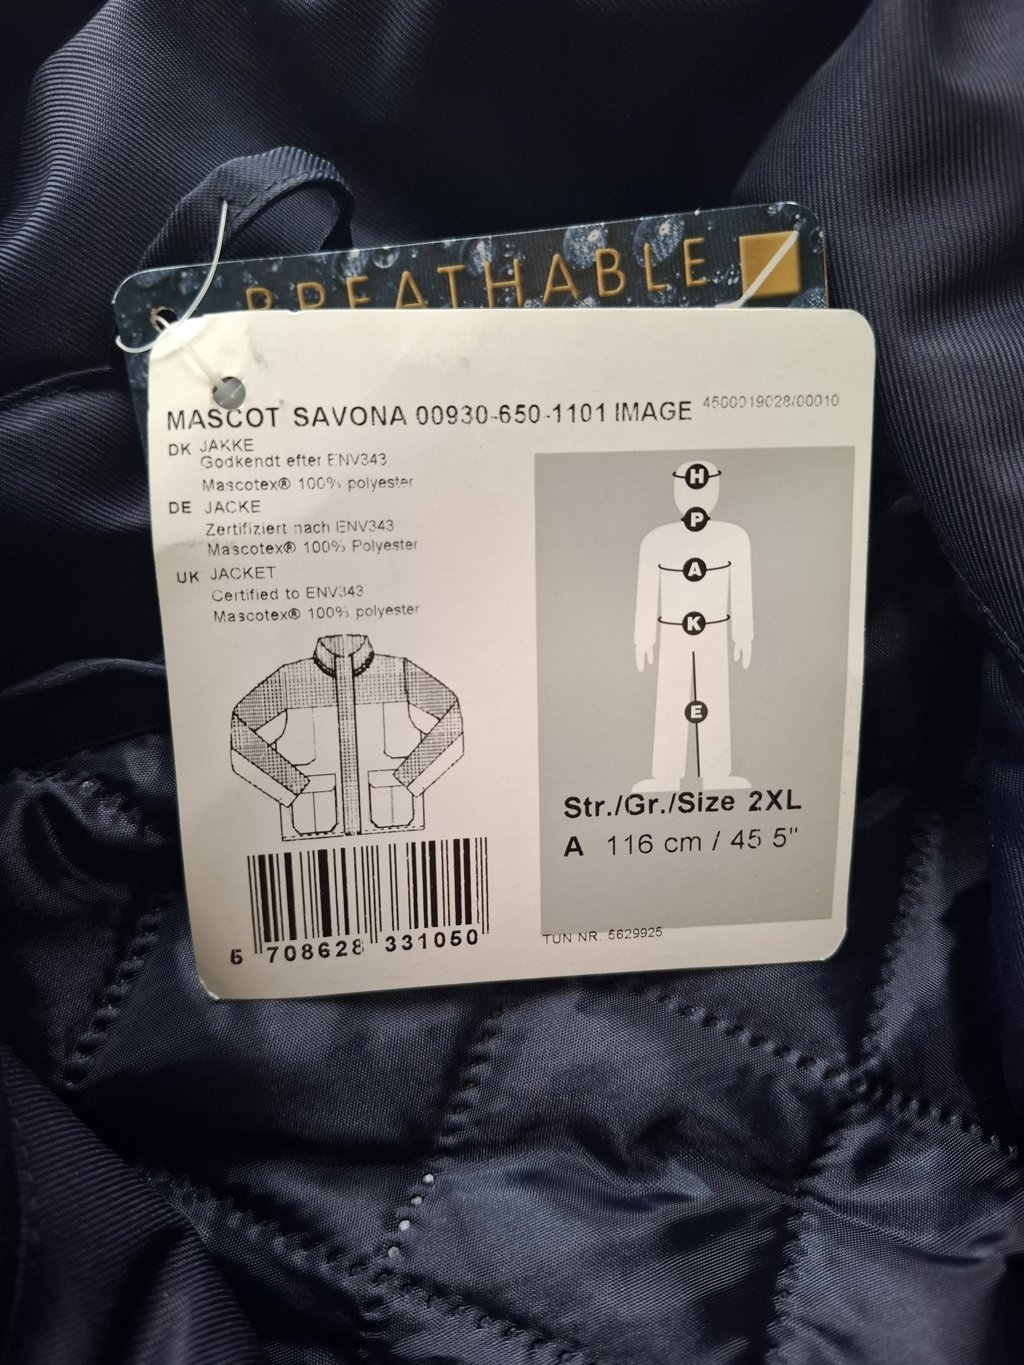 BREATHABLE
MASCOT SAVONA 00930-650-1101 IMAGE 4500019028/00010
DK JAKKE
Godkendt efter ENV343
Mascotex® 100% polyester
DE JACKE
Zertifiziert nach ENV343
Mascotex® 100% Polyester
UK JACKET
Certified to ENV343
Mascotex® 100% polyester
H
P
A
K
E
Str./Gr./Size 2XL
A 116 cm / 45 5"
5 708628 331050
TUN NR. 5629925